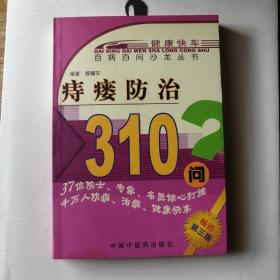 健康快车
BAI BING BAI WEN SHA LONG CONG SHU
百病百问沙龙丛书
编著
痔瘘防治
310
?
问
37位院士、专家、名医倾心打造
千万人防病、治病、健康快车
畅销
第三版
中国中医药出版社